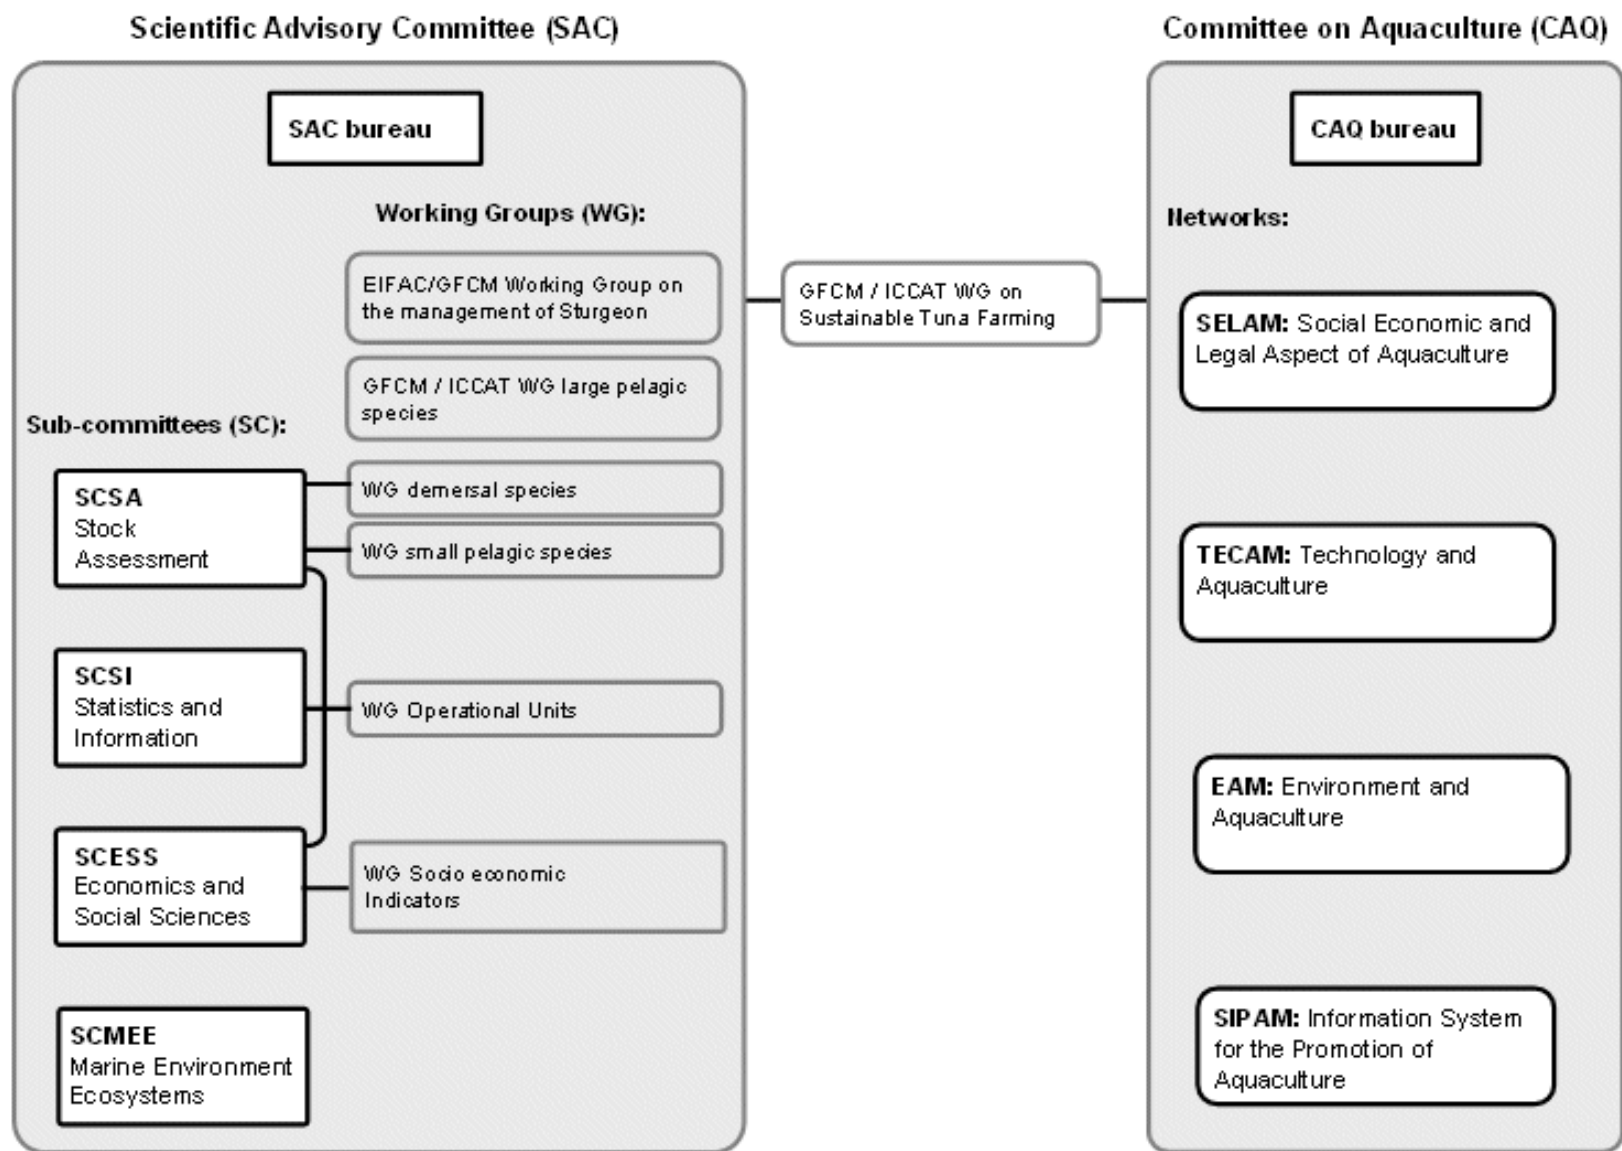 Scientific Advisory Committee (SAC)
Committee on Aquaculture (CAQ)
SAC bureau
Working Groups (WG):
EIFAC/GFCM Working Group on
the management of Sturgeon
GFCM / ICCAT WG large pelagic
species
Sub-committees (SC):
SCSA
Stock
Assessment
WG demersal species
WG small pelagic species
SCSI
Statistics and
Information
WG Operational Units
SCESS
Economics and
Social Sciences
WG Socio economic
Indicators
SCMEE
Marine Environment
Ecosystems
GFCM / ICCAT WG on
Sustainable Tuna Farming
CAQ bureau
Networks:
SELAM: Social Economic and
Legal Aspect of Aquaculture
TECAM: Technology and
Aquaculture
EAM: Environment and
Aquaculture
SIPAM: Information System
for the Promotion of
Aquaculture